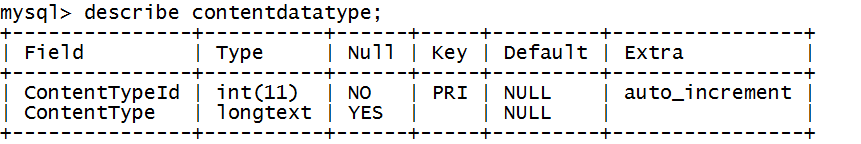 mysql> describe contentdatatype;
+---------------+----------+------+-----+---------+----------------+
| Field         | Type     | Null | Key | Default | Extra          |
+---------------+----------+------+-----+---------+----------------+
| ContentTypeId | int(11)  | NO   | PRI | NULL    | auto_increment |
| ContentType   | longtext | YES  |     | NULL    |                |
+---------------+----------+------+-----+---------+----------------+